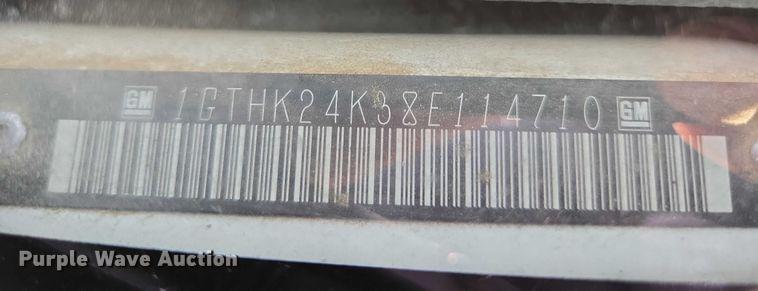 GM 1GTHK24K38E114710 GM
Purple Wave Auction